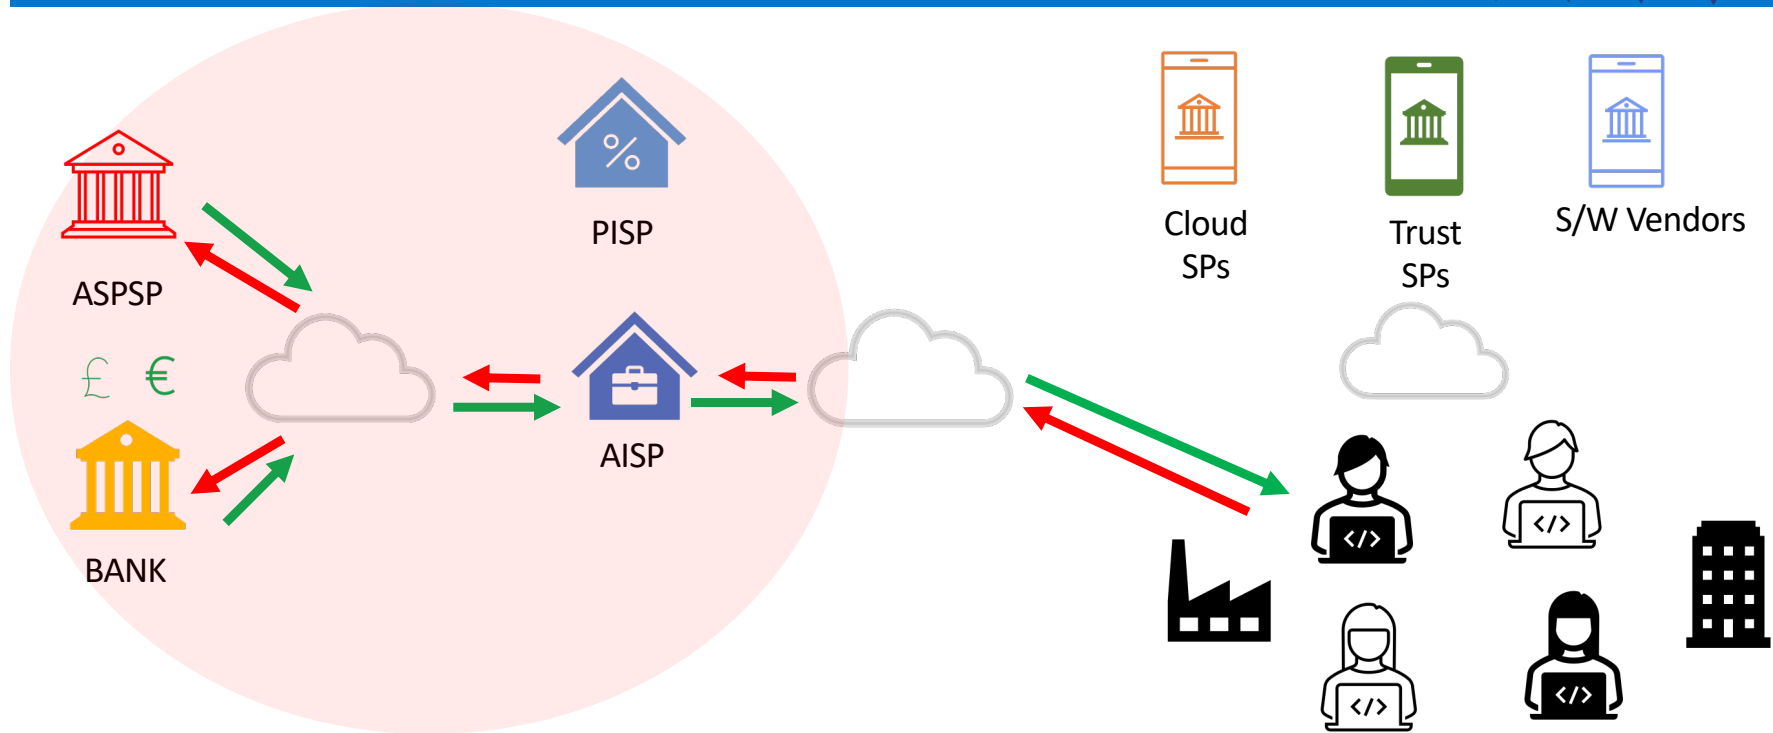 PISP
ASPSP
£ €
AISP
BANK
Cloud
SPs
Trust
SPs
S/W Vendors
</>
</>
</>
</>
%